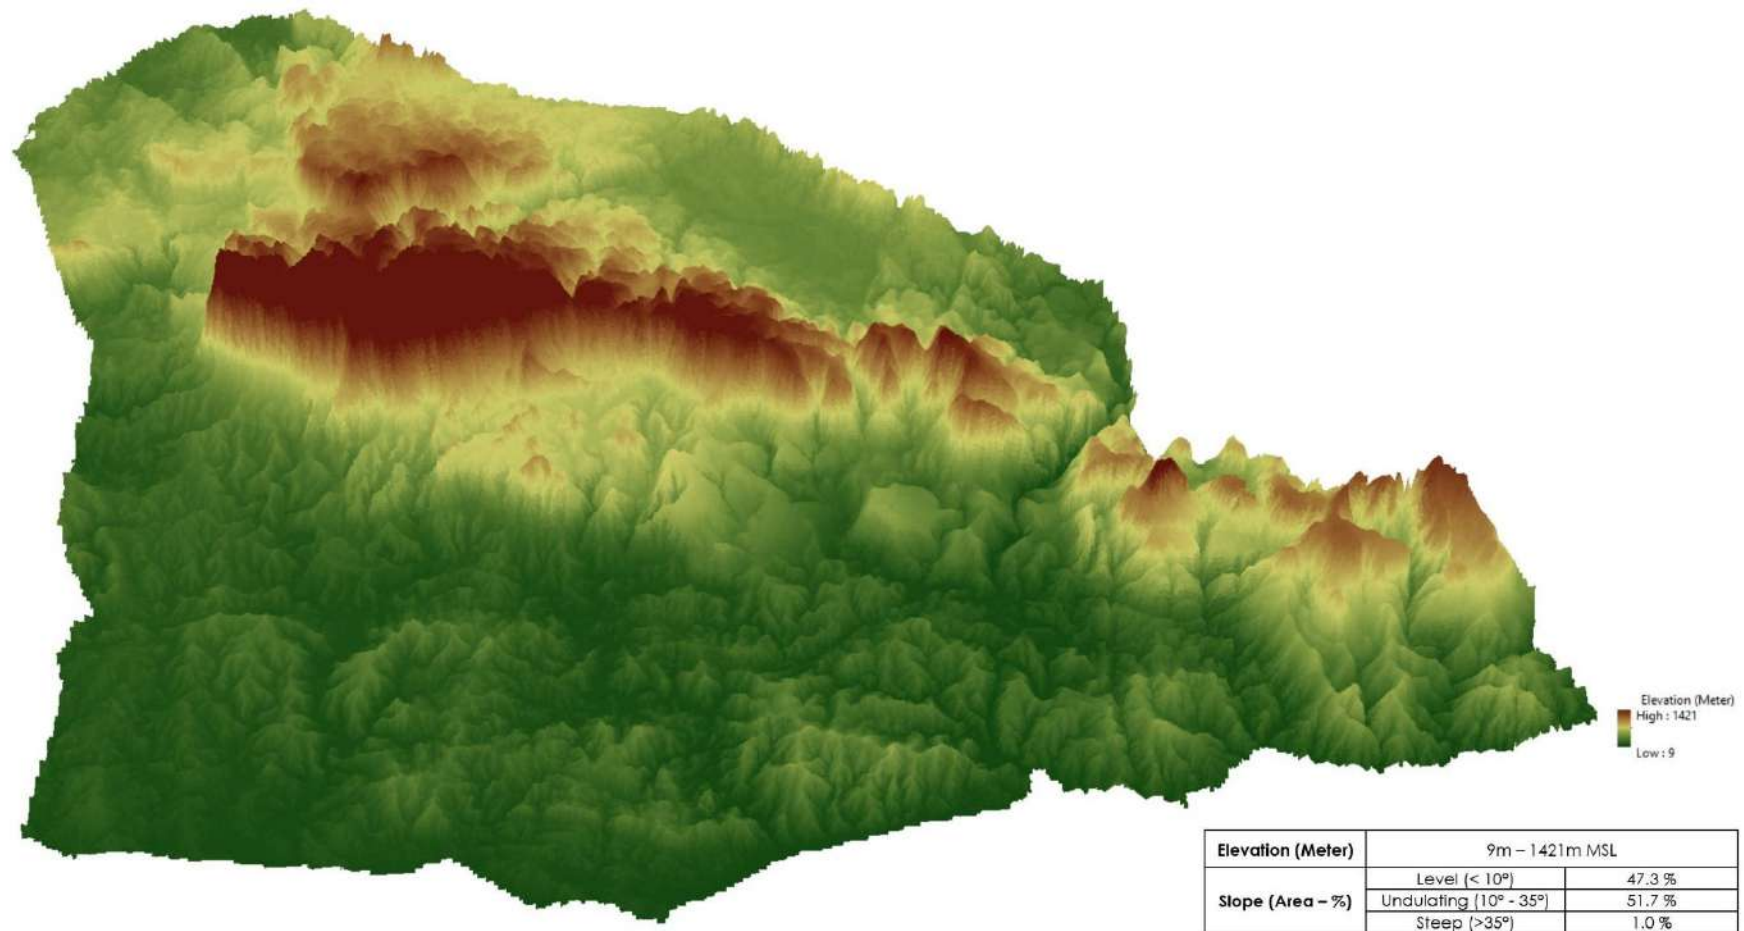 Elevation (Meter)
High : 1421
Low : 9
Elevation (Meter) 9m – 1421m MSL
Slope (Area – %) Level (< 10°) 47.3 %
Undulating (10° - 35°) 51.7 %
Steep (>35°) 1.0 %